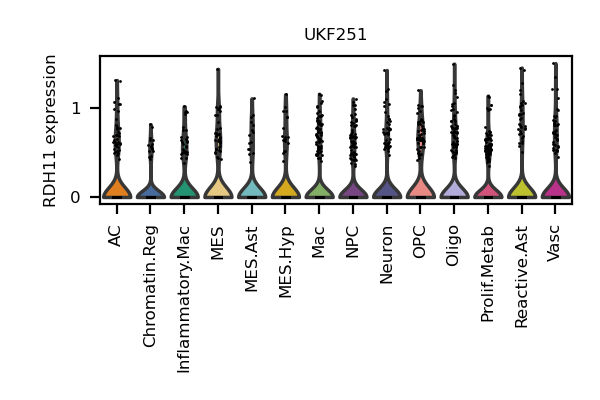 UKF251
RDH11 expression
1
0
AC
Chromatin.Reg
Inflammatory.Mac
MES
MES.Ast
MES.Hyp
Mac
NPC
Neuron
OPC
Oligo
Prolif.Metab
Reactive.Ast
Vasc